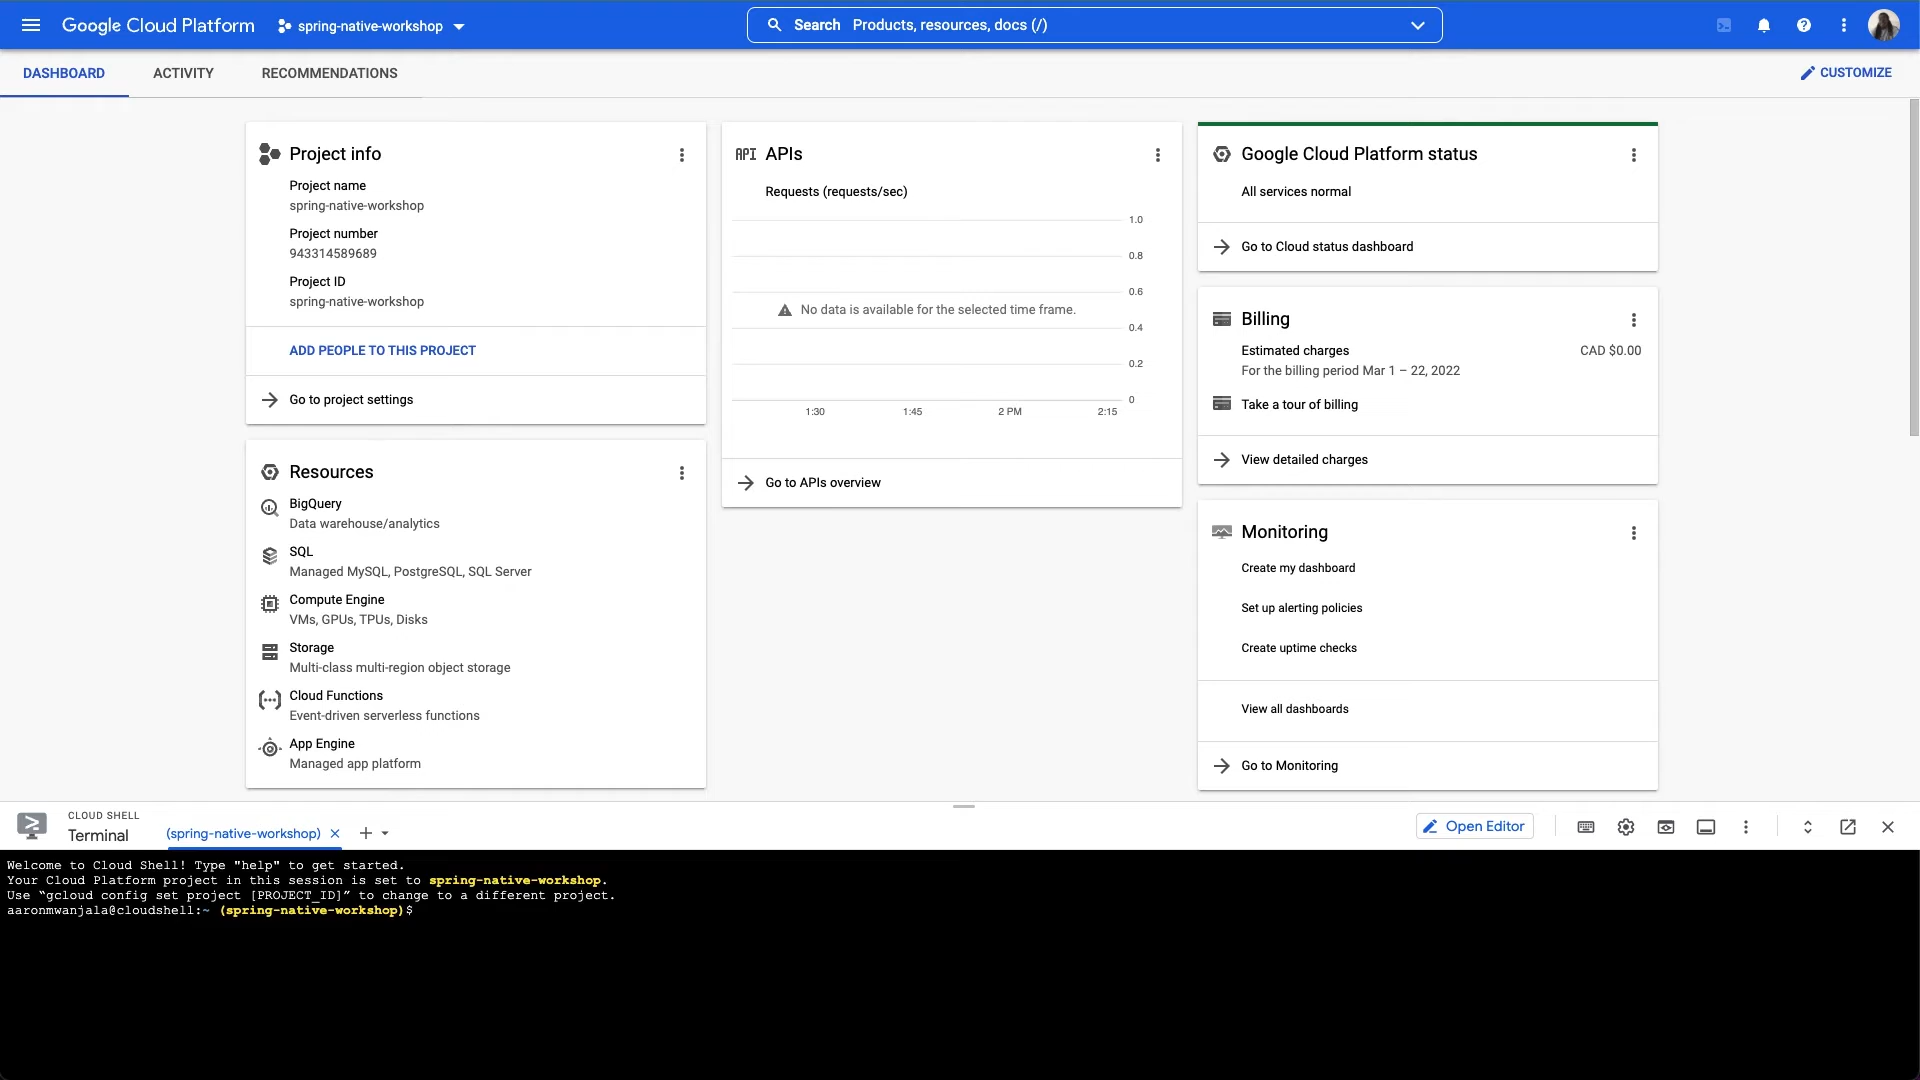 Google Cloud Platform
spring-native-workshop
Search Products, resources, docs (/)
DASHBOARD
ACTIVITY
RECOMMENDATIONS
CUSTOMIZE
Project info
Project name
spring-native-workshop
Project number
943314589689
Project ID
spring-native-workshop
ADD PEOPLE TO THIS PROJECT
Go to project settings
Resources
BigQuery
Data warehouse/analytics
SQL
Managed MySQL, PostgreSQL, SQL Server
Compute Engine
VMs, GPUs, TPUs, Disks
Storage
Multi-class multi-region object storage
Cloud Functions
Event-driven serverless functions
App Engine
Managed app platform
API APIs
Requests (requests/sec)
1.0
0.8
0.6
No data is available for the selected time frame.
0.4
0.2
0
1:30 1:45 2 PM 2:15
Go to APIs overview
Google Cloud Platform status
All services normal
Go to Cloud status dashboard
Billing
Estimated charges CAD $0.00
For the billing period Mar 1 – 22, 2022
Take a tour of billing
View detailed charges
Monitoring
Create my dashboard
Set up alerting policies
Create uptime checks
View all dashboards
Go to Monitoring
CLOUD SHELL
Terminal
(spring-native-workshop)
Open Editor
Welcome to Cloud Shell! Type "help" to get started.
Your Cloud Platform project in this session is set to spring-native-workshop.
Use “gcloud config set project [PROJECT_ID]” to change to a different project.
aaronmwanjala@cloudshell:~ (spring-native-workshop)$